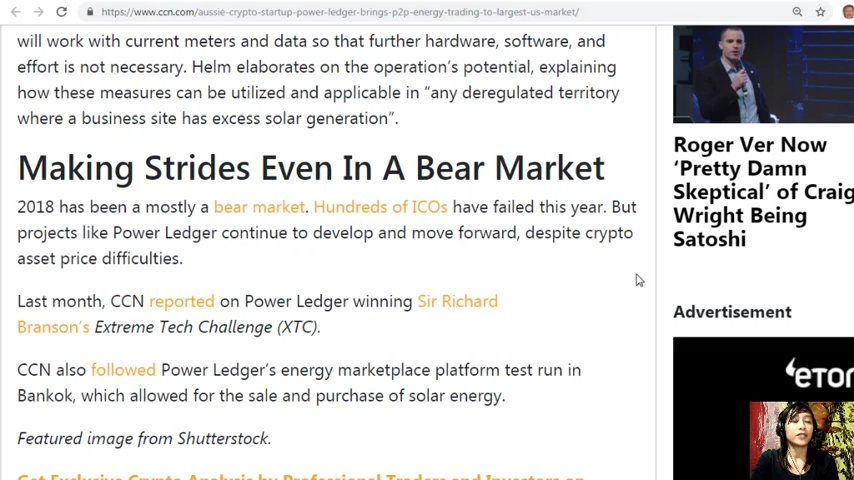 https://www.ccn.com/aussie-crypto-startup-power-ledger-brings-p2p-energy-trading-to-largest-us-market/
will work with current meters and data so that further hardware, software, and
effort is not necessary. Helm elaborates on the operation's potential, explaining
how these measures can be utilized and applicable in “any deregulated territory
where a business site has excess solar generation”.
Making Strides Even In A Bear Market
2018 has been a mostly a bear market. Hundreds of ICOs have failed this year. But
projects like Power Ledger continue to develop and move forward, despite crypto
asset price difficulties.
Last month, CCN reported on Power Ledger winning Sir Richard
Branson's Extreme Tech Challenge (XTC).
CCN also followed Power Ledger's energy marketplace platform test run in
Bankok, which allowed for the sale and purchase of solar energy.
Featured image from Shutterstock.
Get Exclusive Crypto Analysis by Professional Traders and Investors on
Roger Ver Now
‘Pretty Damn
Skeptical’ of Craig
Wright Being
Satoshi
Advertisement
eto